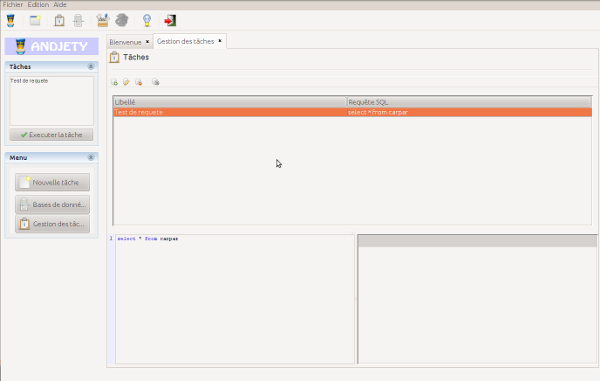 Fichier Edition Aide
ANDJETY
Bienvenue × Gestion des tâches ×
Tâches
Tâches
Test de requete
Libellé Requête SQL
Test de requete select * from carpar
Executer la tâche
Menu
Nouvelle tâche
Bases de donné...
Gestion des tâc...
1 select * from carpar